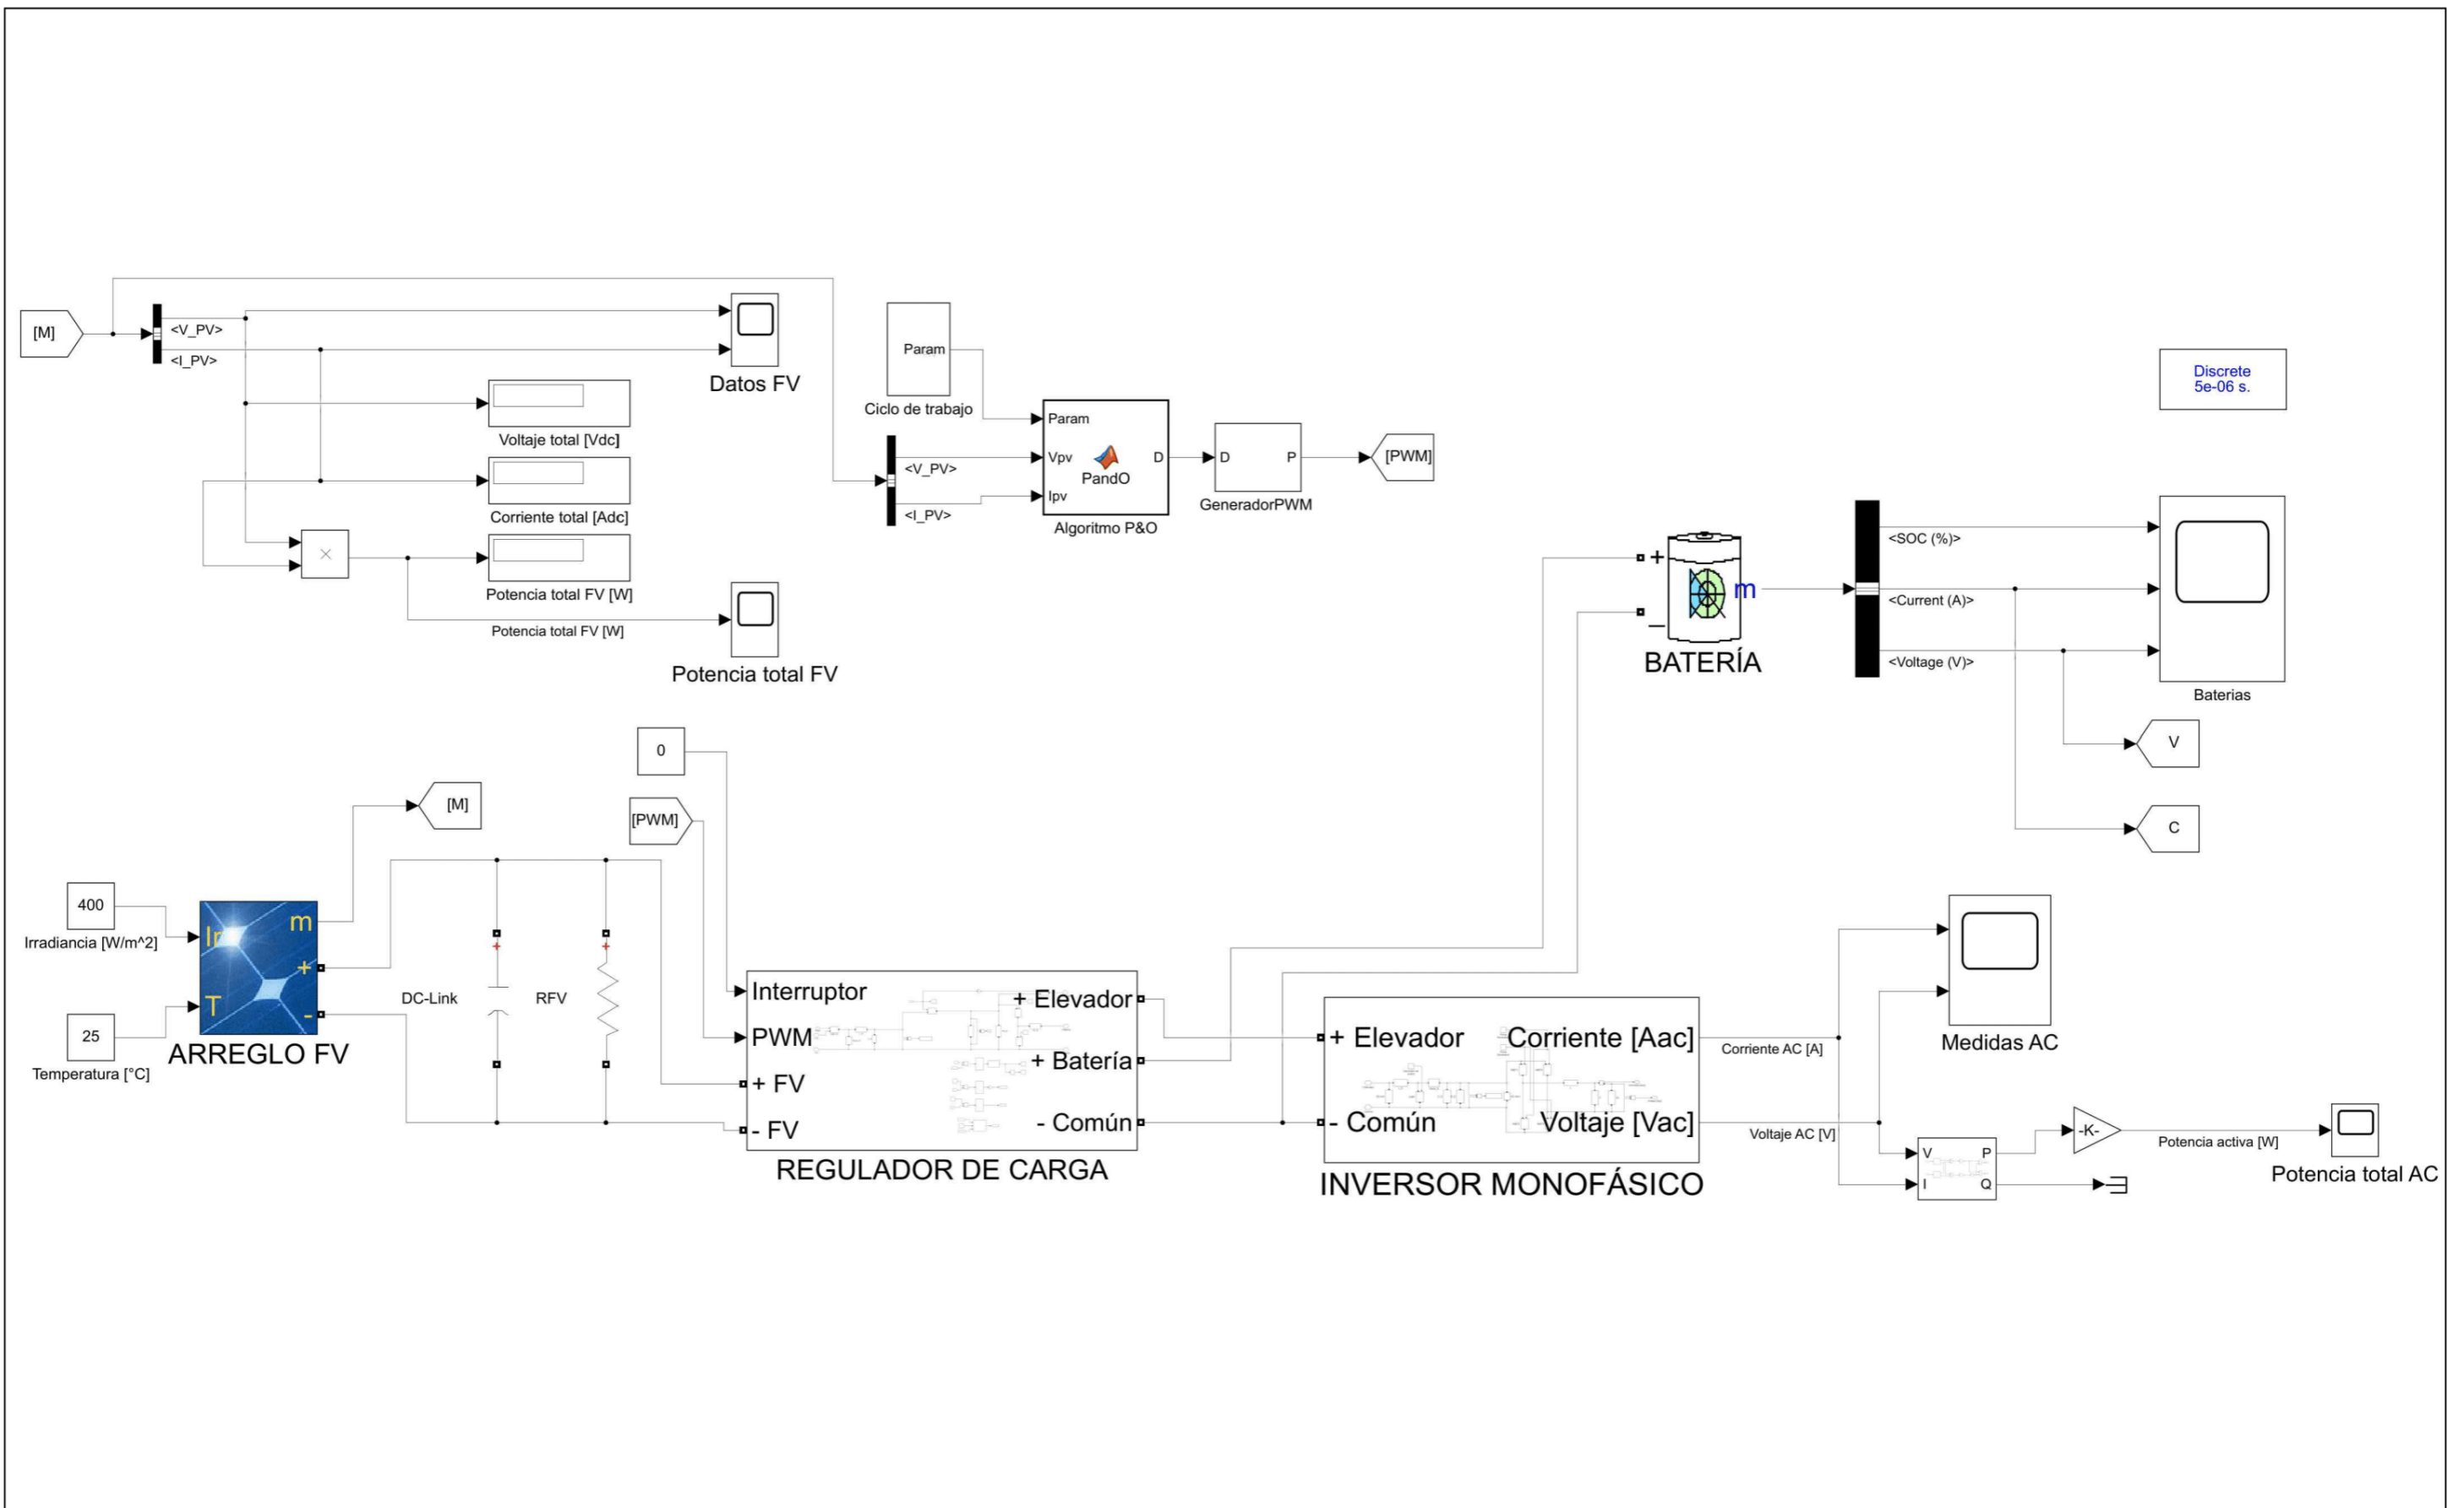 [M]
<V_PV>
<I_PV>
Datos FV
Voltaje total [Vdc]
Corriente total [Adc]
×
Potencia total FV [W]
Potencia total FV [W]
Potencia total FV
Param
Ciclo de trabajo
<V_PV>
<I_PV>
Param
Vpv
Ipv
PandO
D
Algoritmo P&O
D
P
GeneradorPWM
[PWM]
Discrete
5e-06 s.
+
m
BATERÍA
<SOC (%)>
<Current (A)>
<Voltage (V)>
Baterias
V
C
0
[PWM]
[M]
400
Irradiancia [W/m^2]
25
Temperatura [°C]
Ir
T
m
+
-
ARREGLO FV
DC-Link
+
RFV
+
Interruptor
PWM
+ FV
- FV
+ Elevador
+ Batería
- Común
REGULADOR DE CARGA
+ Elevador
- Común
Corriente [Aac]
Voltaje [Vac]
INVERSOR MONOFÁSICO
Corriente AC [A]
Voltaje AC [V]
Medidas AC
V
I
P
Q
-K-
Potencia activa [W]
Potencia total AC